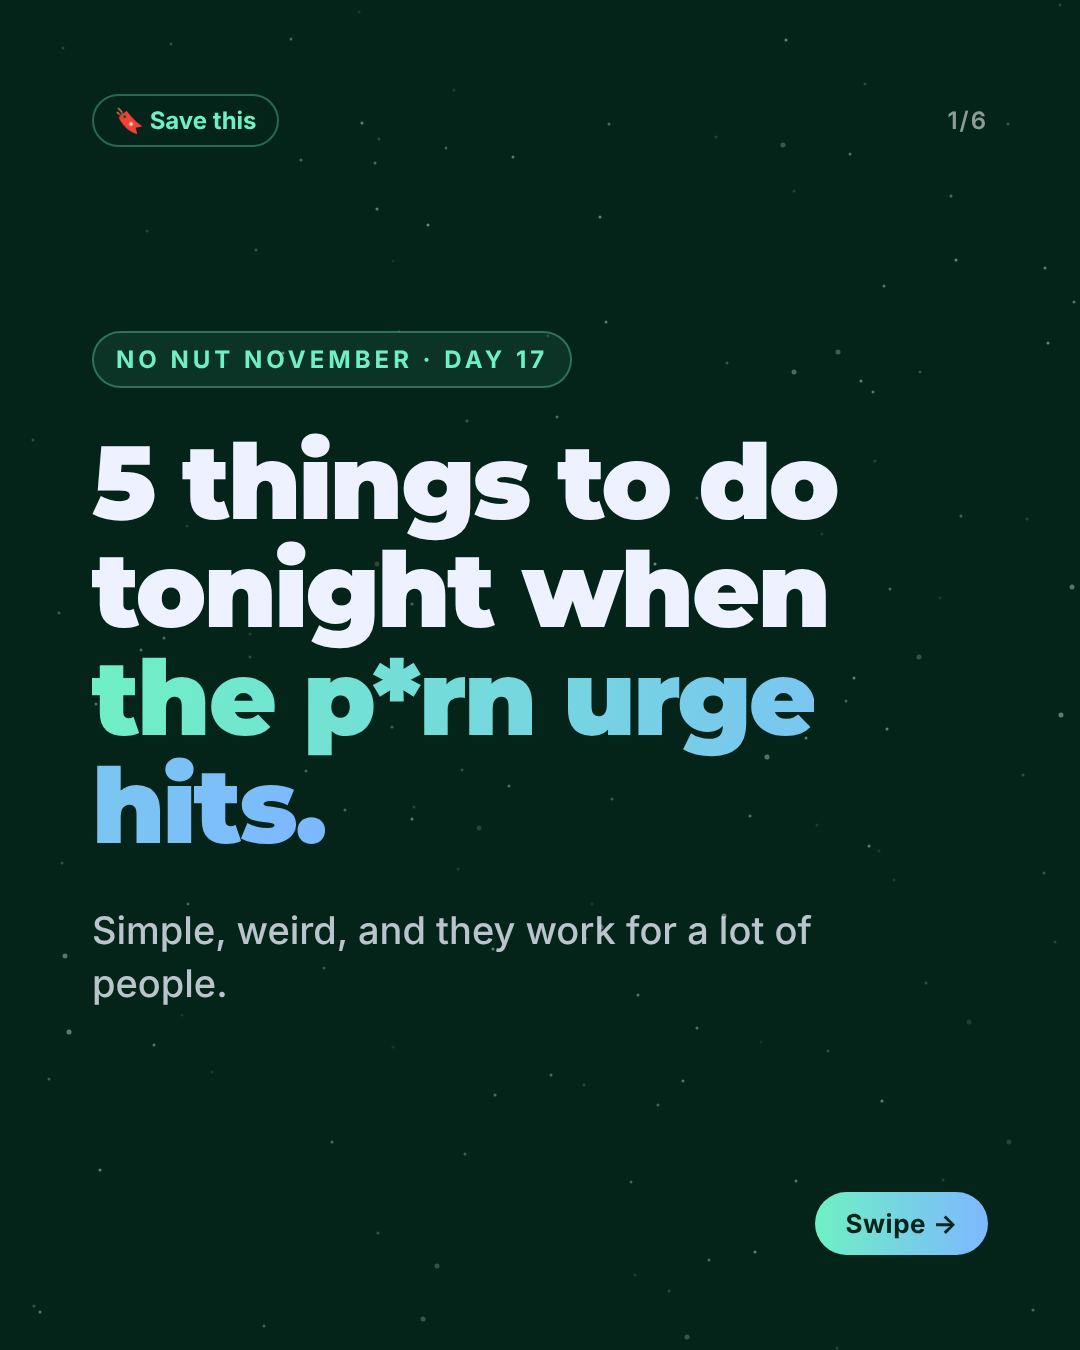 🔖 Save this
1/6
NO NUT NOVEMBER · DAY 17
5 things to do
tonight when
the p*rn urge
hits.
Simple, weird, and they work for a lot of
people.
Swipe →